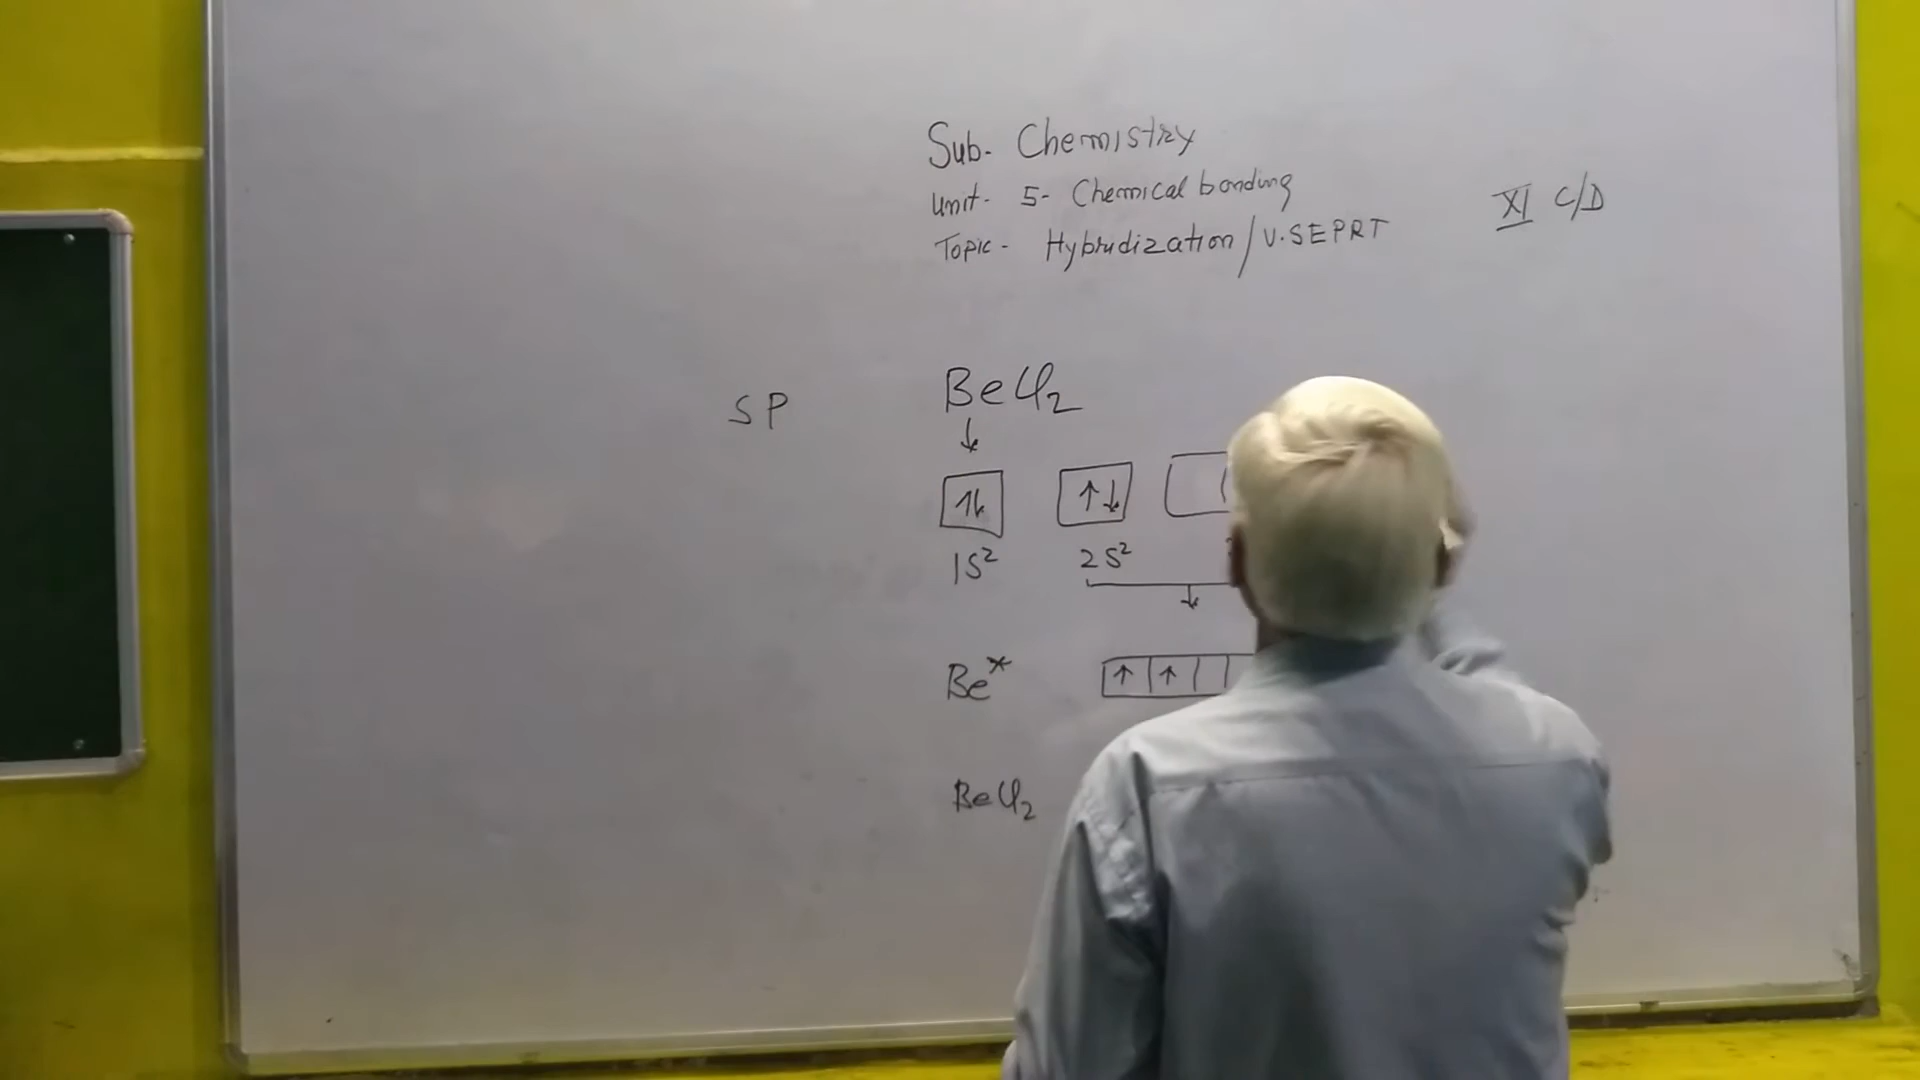 Sub. Chemistry
Unit- 5- Chemical bonding
Topic- Hybridization/V.SEPRT
XI C/D
SP
BeCl₂
↓
↑↓ ↑↓
1S² 2S²
↓
Be* ↑ ↑
BeCl₂